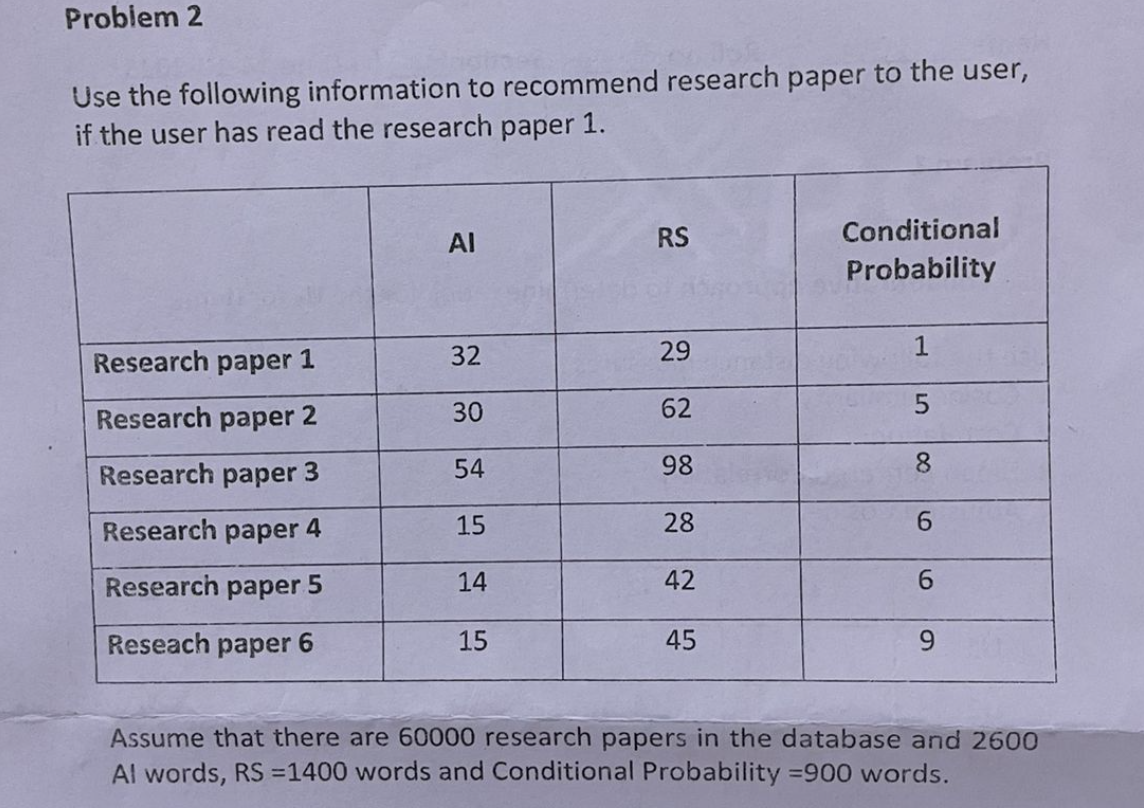 Problem 2
Use the following information to recommend research paper to the user,
if the user has read the research paper 1.
AI RS Conditional Probability
Research paper 1 32 29 1
Research paper 2 30 62 5
Research paper 3 54 98 8
Research paper 4 15 28 6
Research paper 5 14 42 6
Reseach paper 6 15 45 9
Assume that there are 60000 research papers in the database and 2600
AI words, RS =1400 words and Conditional Probability =900 words.